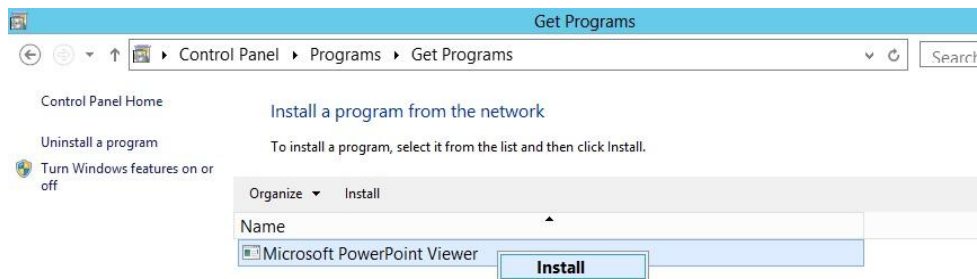 Get Programs
Control Panel Programs Get Programs
Search
Control Panel Home
Install a program from the network
Uninstall a program
To install a program, select it from the list and then click Install.
Turn Windows features on or
off
Organize Install
Name
Microsoft PowerPoint Viewer
Install